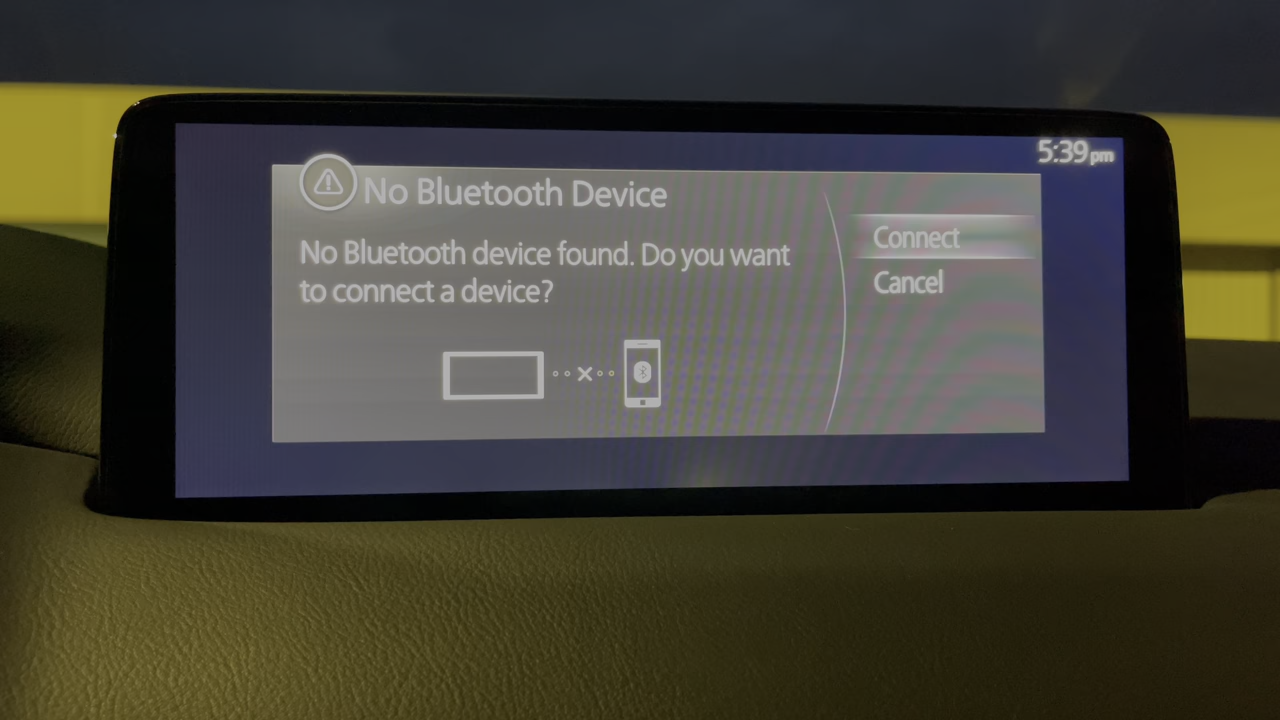 5:39pm
No Bluetooth Device
No Bluetooth device found. Do you want
to connect a device?
Connect
Cancel